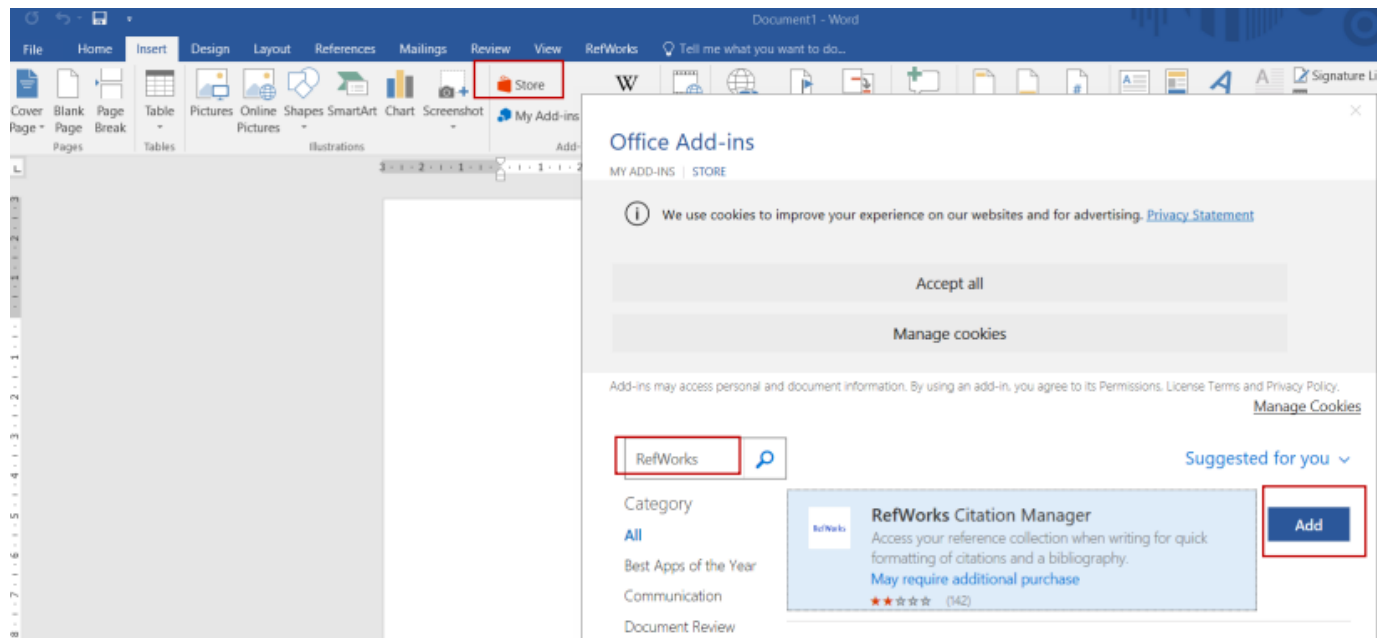 Document1 - Word
File Home Insert Design Layout References Mailings Review View RefWorks Tell me what you want to do...
Store
W
Signature Li
Cover Blank Page Table Pictures Online Shapes SmartArt Chart Screenshot My Add-ins
Page Page Break Pictures
Pages Tables Illustrations Add-
Office Add-ins
MY ADD-INS | STORE
We use cookies to improve your experience on our websites and for advertising. Privacy Statement
Accept all
Manage cookies
Add-ins may access personal and document information. By using an add-in, you agree to its Permissions, License Terms and Privacy Policy.
Manage Cookies
RefWorks
Suggested for you
Category
All
Best Apps of the Year
Communication
Document Review
RefWorks
RefWorks Citation Manager
Access your reference collection when writing for quick
formatting of citations and a bibliography.
May require additional purchase
(142)
Add